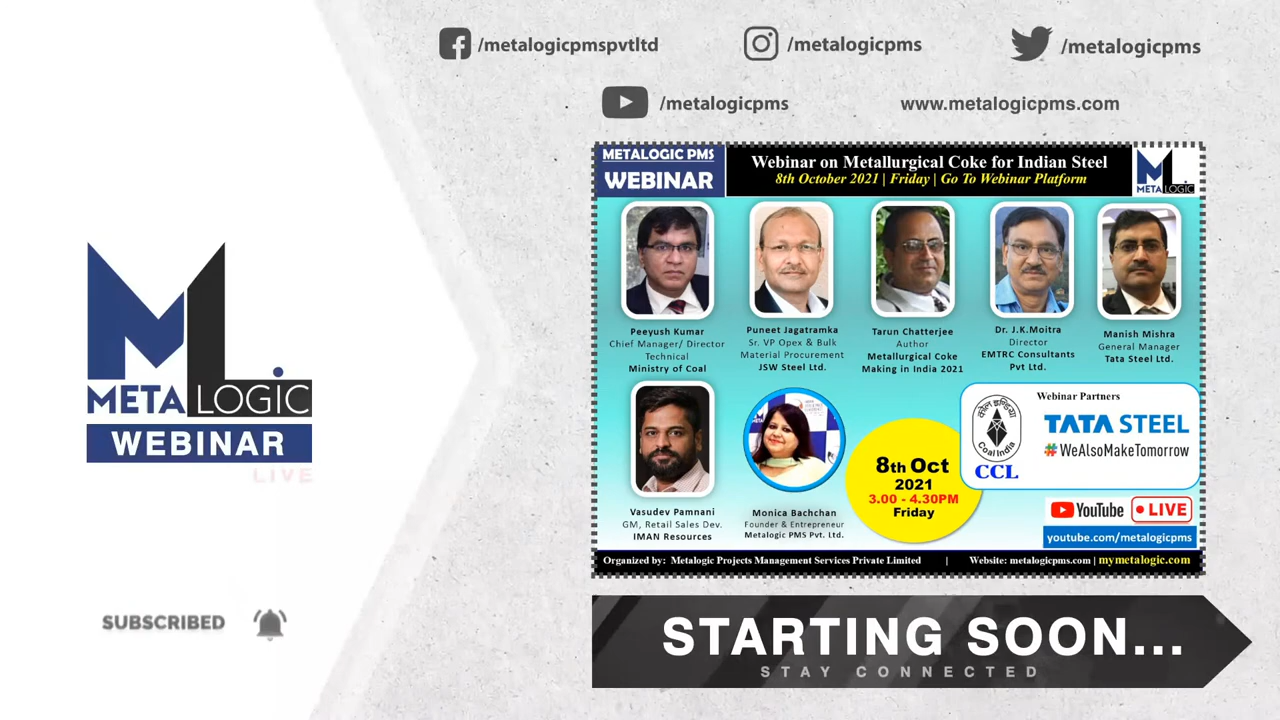 /metalogicpmspvtltd
/metalogicpms
/metalogicpms
/metalogicpms
www.metalogicpms.com
METALOGIC PMS
WEBINAR
Webinar on Metallurgical Coke for Indian Steel
8th October 2021 | Friday | Go To Webinar Platform
METALOGIC
Peeyush Kumar
Chief Manager/ Director
Technical
Ministry of Coal
Puneet Jagatramka
Sr. VP Opex & Bulk
Material Procurement
JSW Steel Ltd.
Tarun Chatterjee
Author
Metallurgical Coke
Making in India 2021
Dr. J.K.Moitra
Director
EMTRC Consultants
Pvt Ltd.
Manish Mishra
General Manager
Tata Steel Ltd.
Vasudev Pamnani
GM, Retail Sales Dev.
IMAN Resources
Monica Bachchan
Founder & Entrepreneur
Metalogic PMS Pvt. Ltd.
8th Oct
2021
3.00 - 4.30PM
Friday
Webinar Partners
कोल इण्डिया
Coal India
CCL
TATA STEEL
#WeAlsoMakeTomorrow
YouTube
LIVE
youtube.com/metalogicpms
Organized by: Metalogic Projects Management Services Private Limited | Website: metalogicpms.com | mymetalogic.com
METALOGIC
WEBINAR
LIVE
SUBSCRIBED
STARTING SOON...
STAY CONNECTED